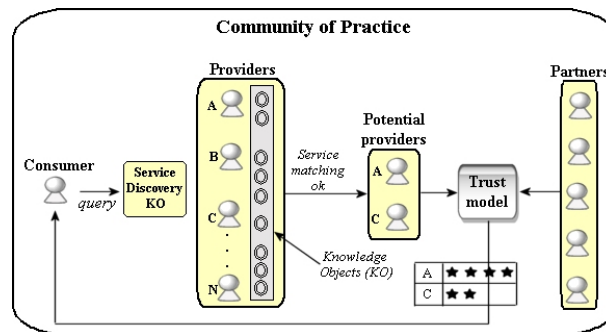 Community of Practice
Providers
Partners
A
B
C
.
.
.
N
Potential
providers
Consumer
query
Service
Discovery
KO
Service
matching
ok
A
C
Trust
model
Knowledge
Objects (KO)
A ★ ★ ★ ★
C ★ ★